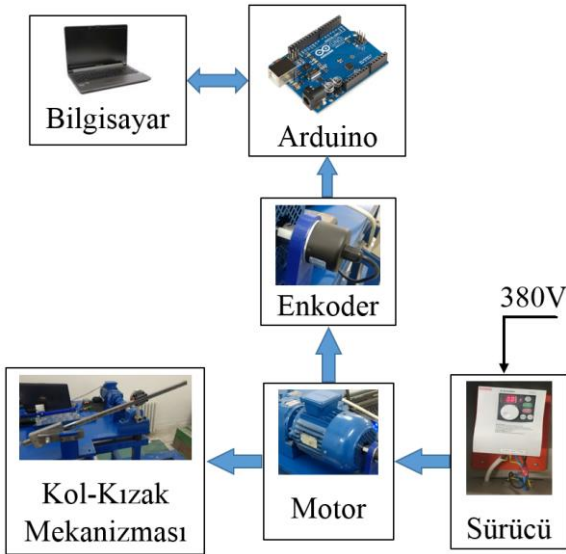 Bilgisayar
Arduino
Enkoder
380V
Kol-Kızak
Mekanizması
Motor
Sürücü